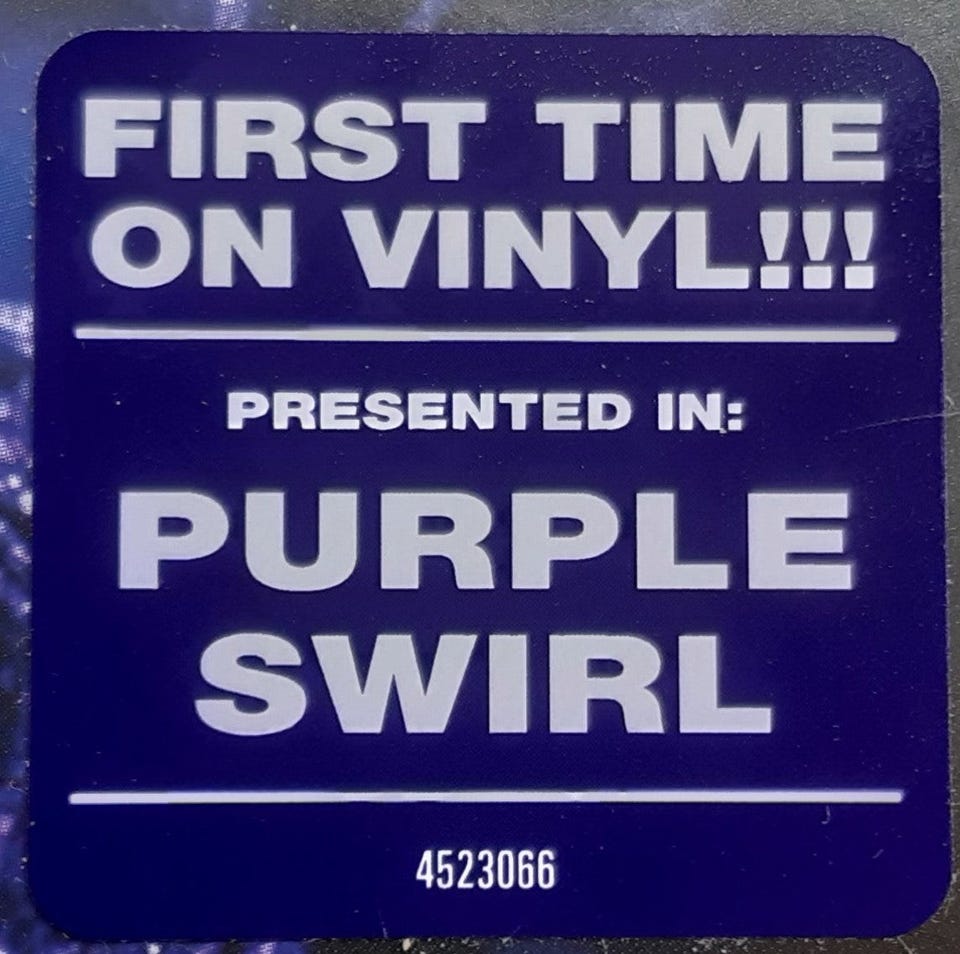 FIRST TIME
ON VINYL!!!
PRESENTED IN:
PURPLE
SWIRL
4523066